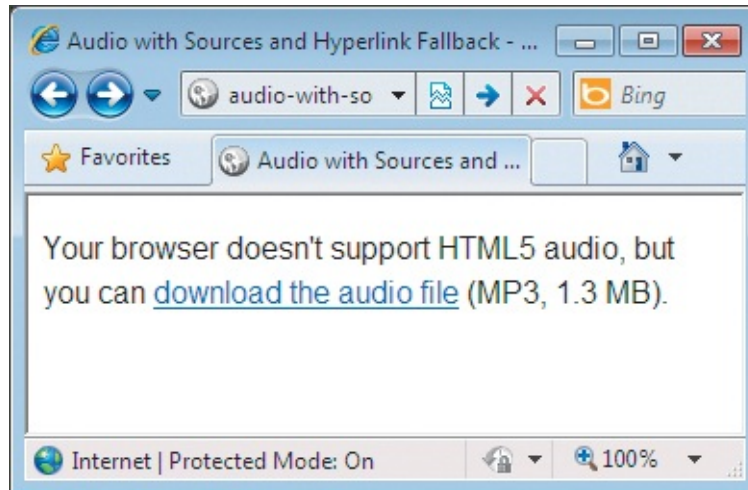 Audio with Sources and Hyperlink Fallback - ...
audio-with-so
Bing
Favorites
Audio with Sources and ...
Your browser doesn't support HTML5 audio, but
you can download the audio file (MP3, 1.3 MB).
Internet | Protected Mode: On
100%